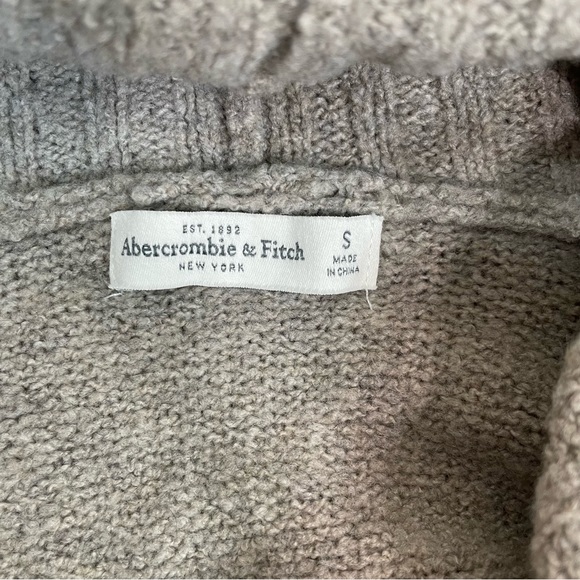 EST. 1892
Abercrombie & Fitch
NEW YORK
S
MADE
IN CHINA